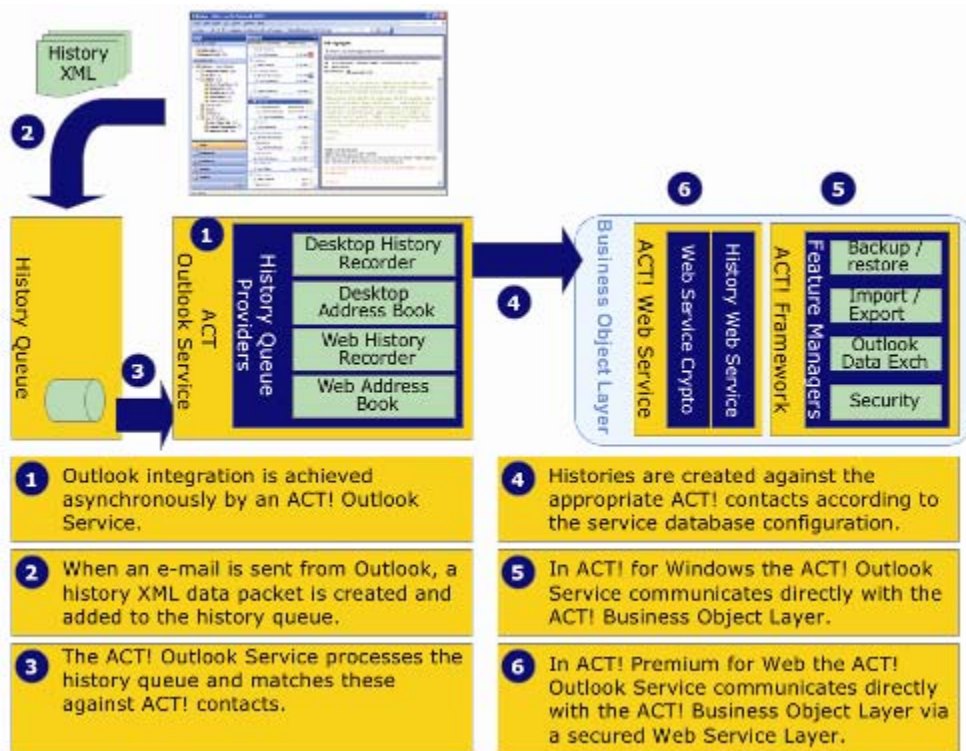 History
XML
2
History Queue
3
1
ACT
Outlook Service
History Queue
Providers
Desktop History
Recorder
Desktop
Address Book
Web History
Recorder
Web Address
Book
4
Business Object Layer
6
ACT! Web Service
Web Service Crypto
History Web Service
5
ACT! Framework
Feature Managers
Backup /
restore
Import /
Export
Outlook
Data Exch
Security
1
Outlook integration is achieved
asynchronously by an ACT! Outlook
Service.
2
When an e-mail is sent from Outlook, a
history XML data packet is created and
added to the history queue.
3
The ACT! Outlook Service processes the
history queue and matches these
against ACT! contacts.
4
Histories are created against the
appropriate ACT! contacts according to
the service database configuration.
5
In ACT! for Windows the ACT! Outlook
Service communicates directly with the
ACT! Business Object Layer.
6
In ACT! Premium for Web the ACT!
Outlook Service communicates directly
with the ACT! Business Object Layer via
a secured Web Service Layer.